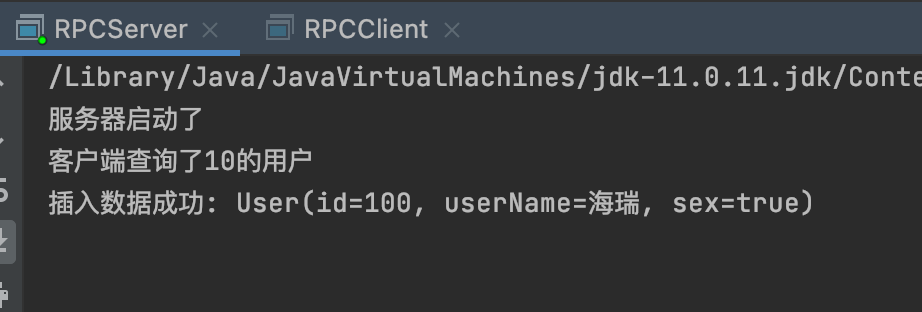 RPCServer RPCClient
/Library/Java/JavaVirtualMachines/jdk-11.0.11.jdk/Conte
服务器启动了
客户端查询了10的用户
插入数据成功: User(id=100, userName=海瑞, sex=true)